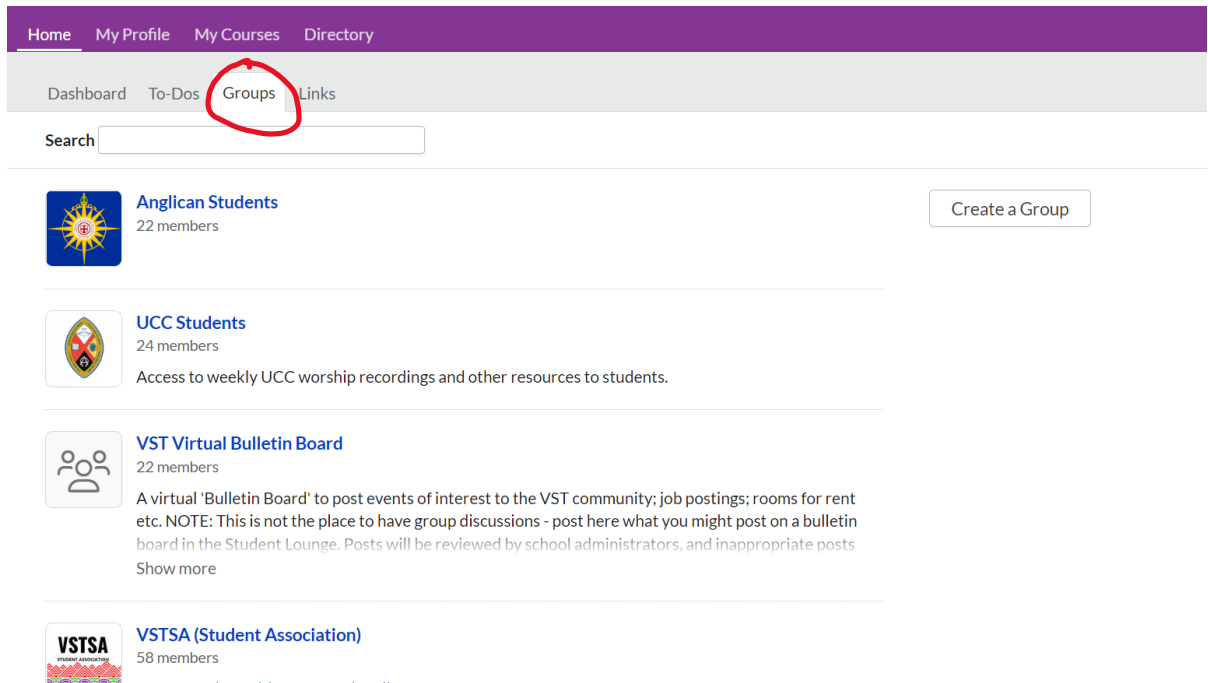 Home My Profile My Courses Directory
Dashboard To-Dos Groups Links
Search
Anglican Students
22 members
Create a Group
UCC Students
24 members
Access to weekly UCC worship recordings and other resources to students.
VST Virtual Bulletin Board
22 members
A virtual 'Bulletin Board' to post events of interest to the VST community; job postings; rooms for rent
etc. NOTE: This is not the place to have group discussions - post here what you might post on a bulletin
board in the Student Lounge. Posts will be reviewed by school administrators, and inappropriate posts
Show more
VSTSA
STUDENT ASSOCIATION
VSTSA (Student Association)
58 members